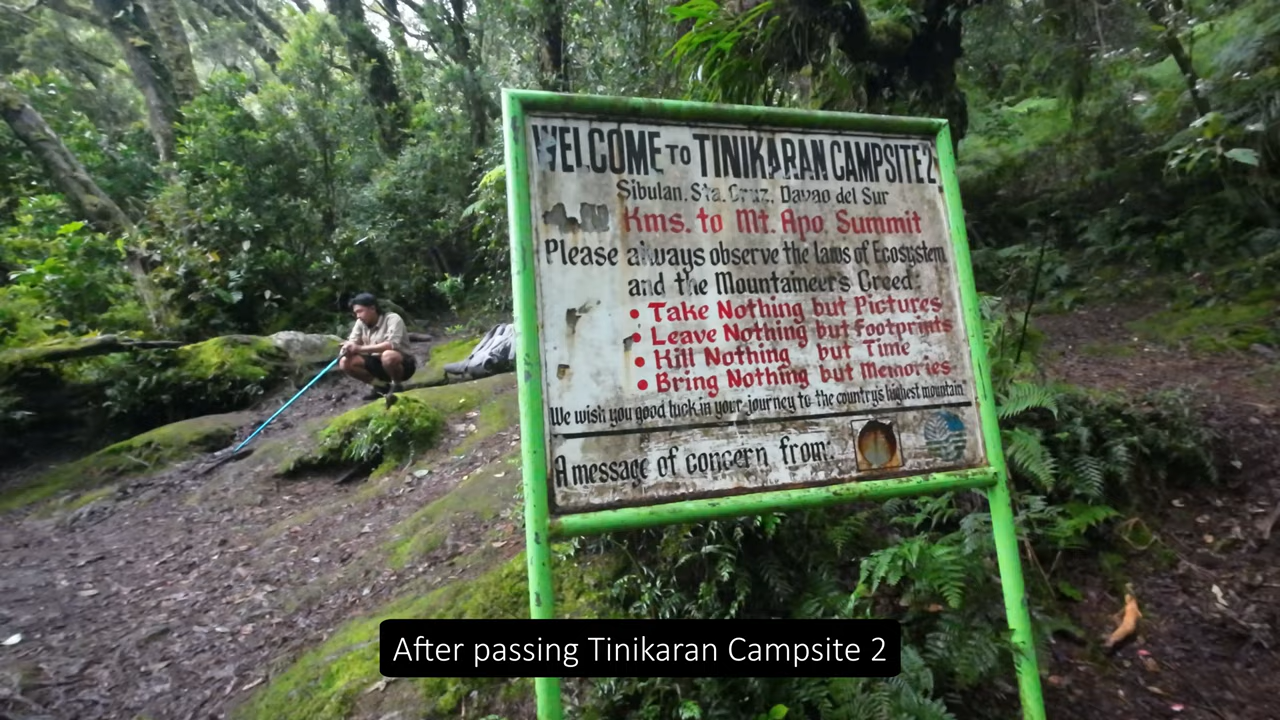 WELCOME TO TINIKARAN CAMPSITE 2
Sibulan, Sta. Cruz, Davao del Sur
Kms. to Mt. Apo Summit
Please always observe the laws of Ecosystem
and the Mountaineer's Creed:
• Take Nothing but Pictures
• Leave Nothing but Footprints
• Kill Nothing but Time
• Bring Nothing but Memories
We wish you good luck in your journey to the country's highest mountain"
A message of concern from:
After passing Tinikaran Campsite 2